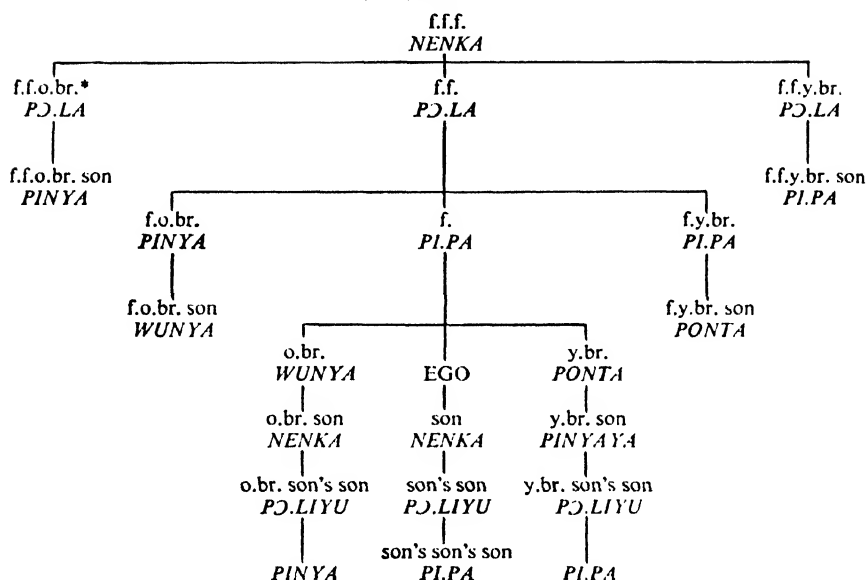 f.f.f.
NENKA
f.f.o.br.* f.f. f.f.y.br.
PƆ.LA PƆ.LA PƆ.LA
f.f.o.br. son f.f.y.br. son
PINYA PI.PA
f.o.br. f. f.y.br.
PINYA PI.PA PI.PA
f.o.br. son f.y.br. son
WUNYA PONTA
o.br. y.br.
WUNYA EGO PONTA
o.br. son son y.br. son
NENKA NENKA PINYAYA
o.br. son's son son's son y.br. son's son
PƆ.LIYU PƆ.LIYU PƆ.LIYU
son's son's son
PINYA PI.PA PI.PA